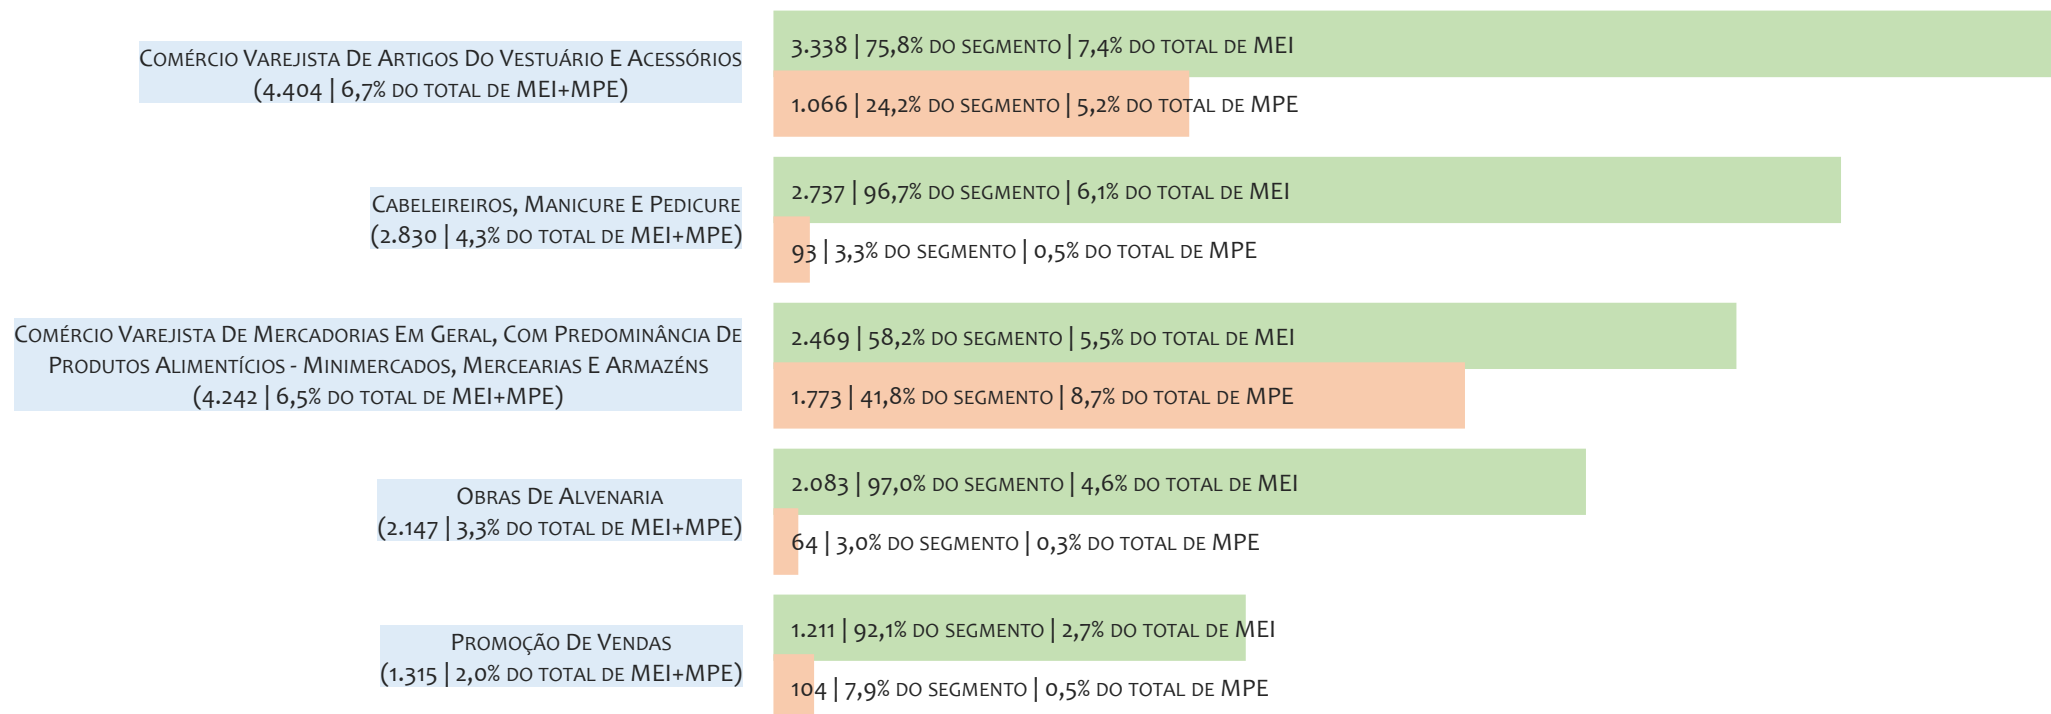 Comércio Varejista De Artigos Do Vestuário E Acessórios
(4.404 | 6,7% do total de MEI+MPE)
3.338 | 75,8% do segmento | 7,4% do total de MEI
1.066 | 24,2% do segmento | 5,2% do total de MPE
Cabeleireiros, Manicure E Pedicure
(2.830 | 4,3% do total de MEI+MPE)
2.737 | 96,7% do segmento | 6,1% do total de MEI
93 | 3,3% do segmento | 0,5% do total de MPE
Comércio Varejista De Mercadorias Em Geral, Com Predominância De
Produtos Alimentícios - Minimercados, Mercearias E Armazéns
(4.242 | 6,5% do total de MEI+MPE)
2.469 | 58,2% do segmento | 5,5% do total de MEI
1.773 | 41,8% do segmento | 8,7% do total de MPE
Obras De Alvenaria
(2.147 | 3,3% do total de MEI+MPE)
2.083 | 97,0% do segmento | 4,6% do total de MEI
64 | 3,0% do segmento | 0,3% do total de MPE
Promoção De Vendas
(1.315 | 2,0% do total de MEI+MPE)
1.211 | 92,1% do segmento | 2,7% do total de MEI
104 | 7,9% do segmento | 0,5% do total de MPE